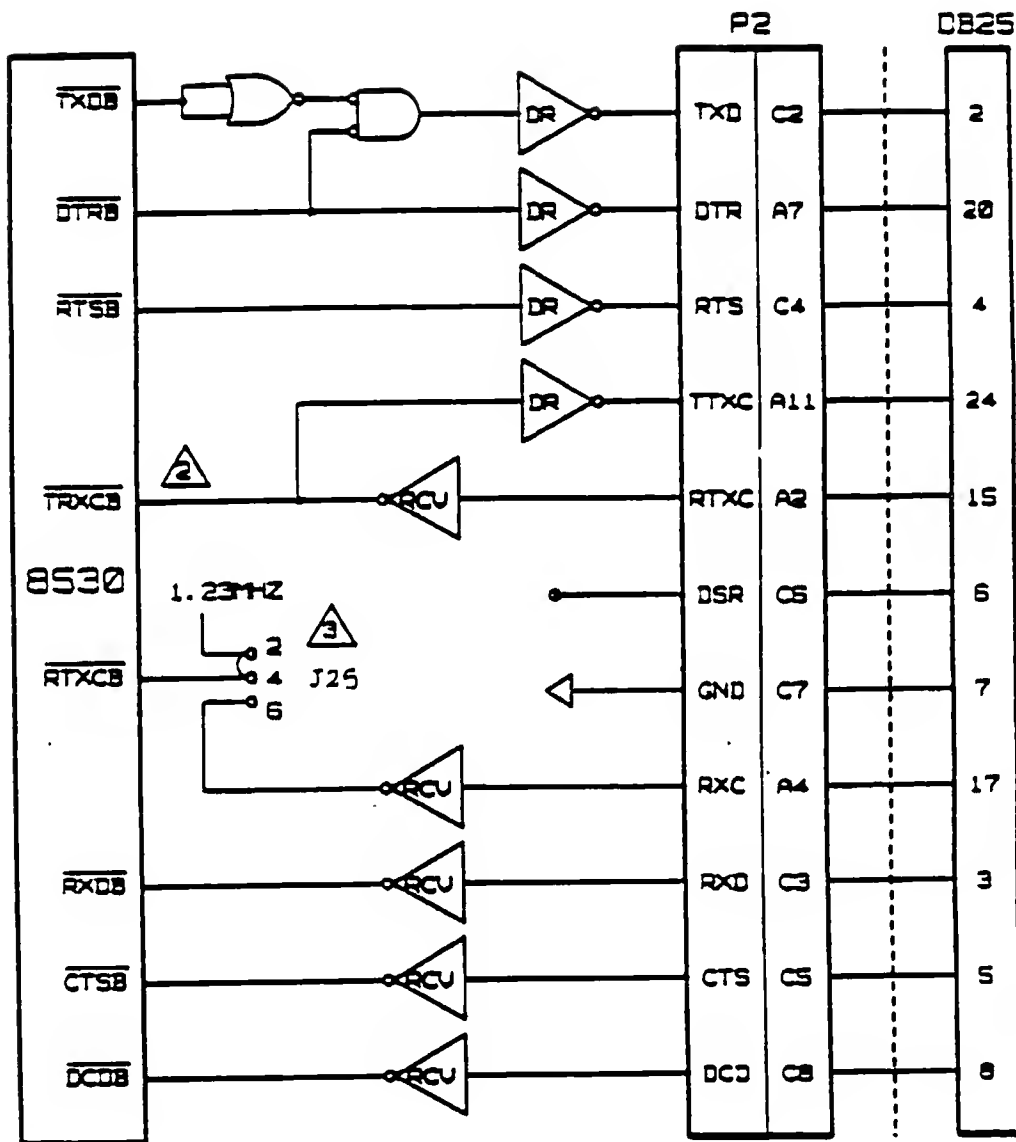 P2 DB25
TXDB DR TXD C2 2
DTRB DR DTR A7 20
RTSB DR RTS C4 4
DR TTXC A11 24
2
TRXCB RCV RTXC A2 15
8530
1.23MHZ DSR C6 6
2 3
RTXCB 4 J25 GND C7 7
6
RCV RXC A4 17
RXDB RCV RXD C3 3
CTSB RCV CTS C5 5
DCDB RCV DCD C8 8